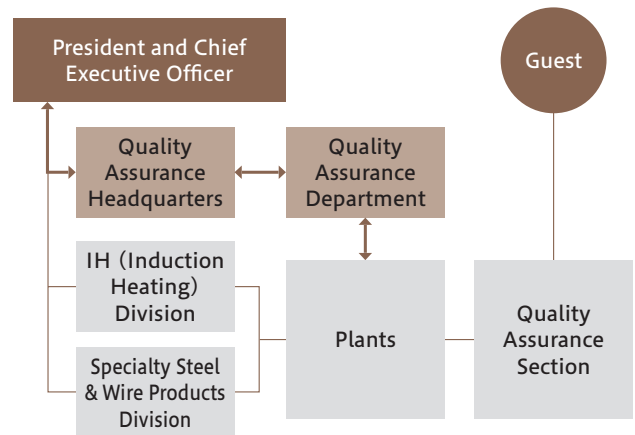 President and Chief
Executive Officer
Guest
Quality
Assurance
Headquarters
Quality
Assurance
Department
IH (Induction
Heating)
Division
Plants
Quality
Assurance
Section
Specialty Steel
& Wire Products
Division